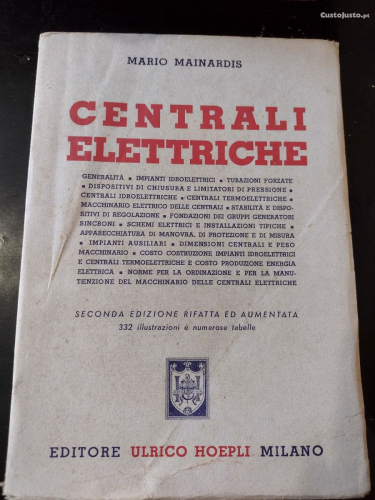 Custojusto.pt
MARIO MAINARDIS
CENTRALI
ELETTRICHE
GENERALITÀ ▪ IMPIANTI IDROELETTRICI ▪ TUBAZIONI FORZATE
▪ DISPOSITIVI DI CHIUSURA E LIMITATORI DI PRESSIONE ▪
CENTRALI IDROELETTRICHE ▪ CENTRALI TERMOELETTRICHE ▪
MACCHINARIO ELETTRICO DELLE CENTRALI ▪ STABILITÀ E DISPO-
SITIVI DI REGOLAZIONE ▪ FONDAZIONI DEI GRUPPI GENERATORI
SINCRONI ▪ SCHEMI ELETTRICI E INSTALLAZIONI TIPICHE ▪
APPARECCHIATURA DI MANOVRA, DI PROTEZIONE E DI MISURA
▪ IMPIANTI AUSILIARI ▪ DIMENSIONI CENTRALI E PESO
MACCHINARIO ▪ COSTO COSTRUZIONE IMPIANTI IDROELETTRICI
E CENTRALI TERMOELETTRICHE E COSTO PRODUZIONE ENERGIA
ELETTRICA ▪ NORME PER LA ORDINAZIONE E PER LA MANU-
TENZIONE DEL MACCHINARIO DELLE CENTRALI ELETTRICHE
SECONDA EDIZIONE RIFATTA ED AUMENTATA
332 illustrazioni e numerose tabelle
EDITORE ULRICO HOEPLI MILANO